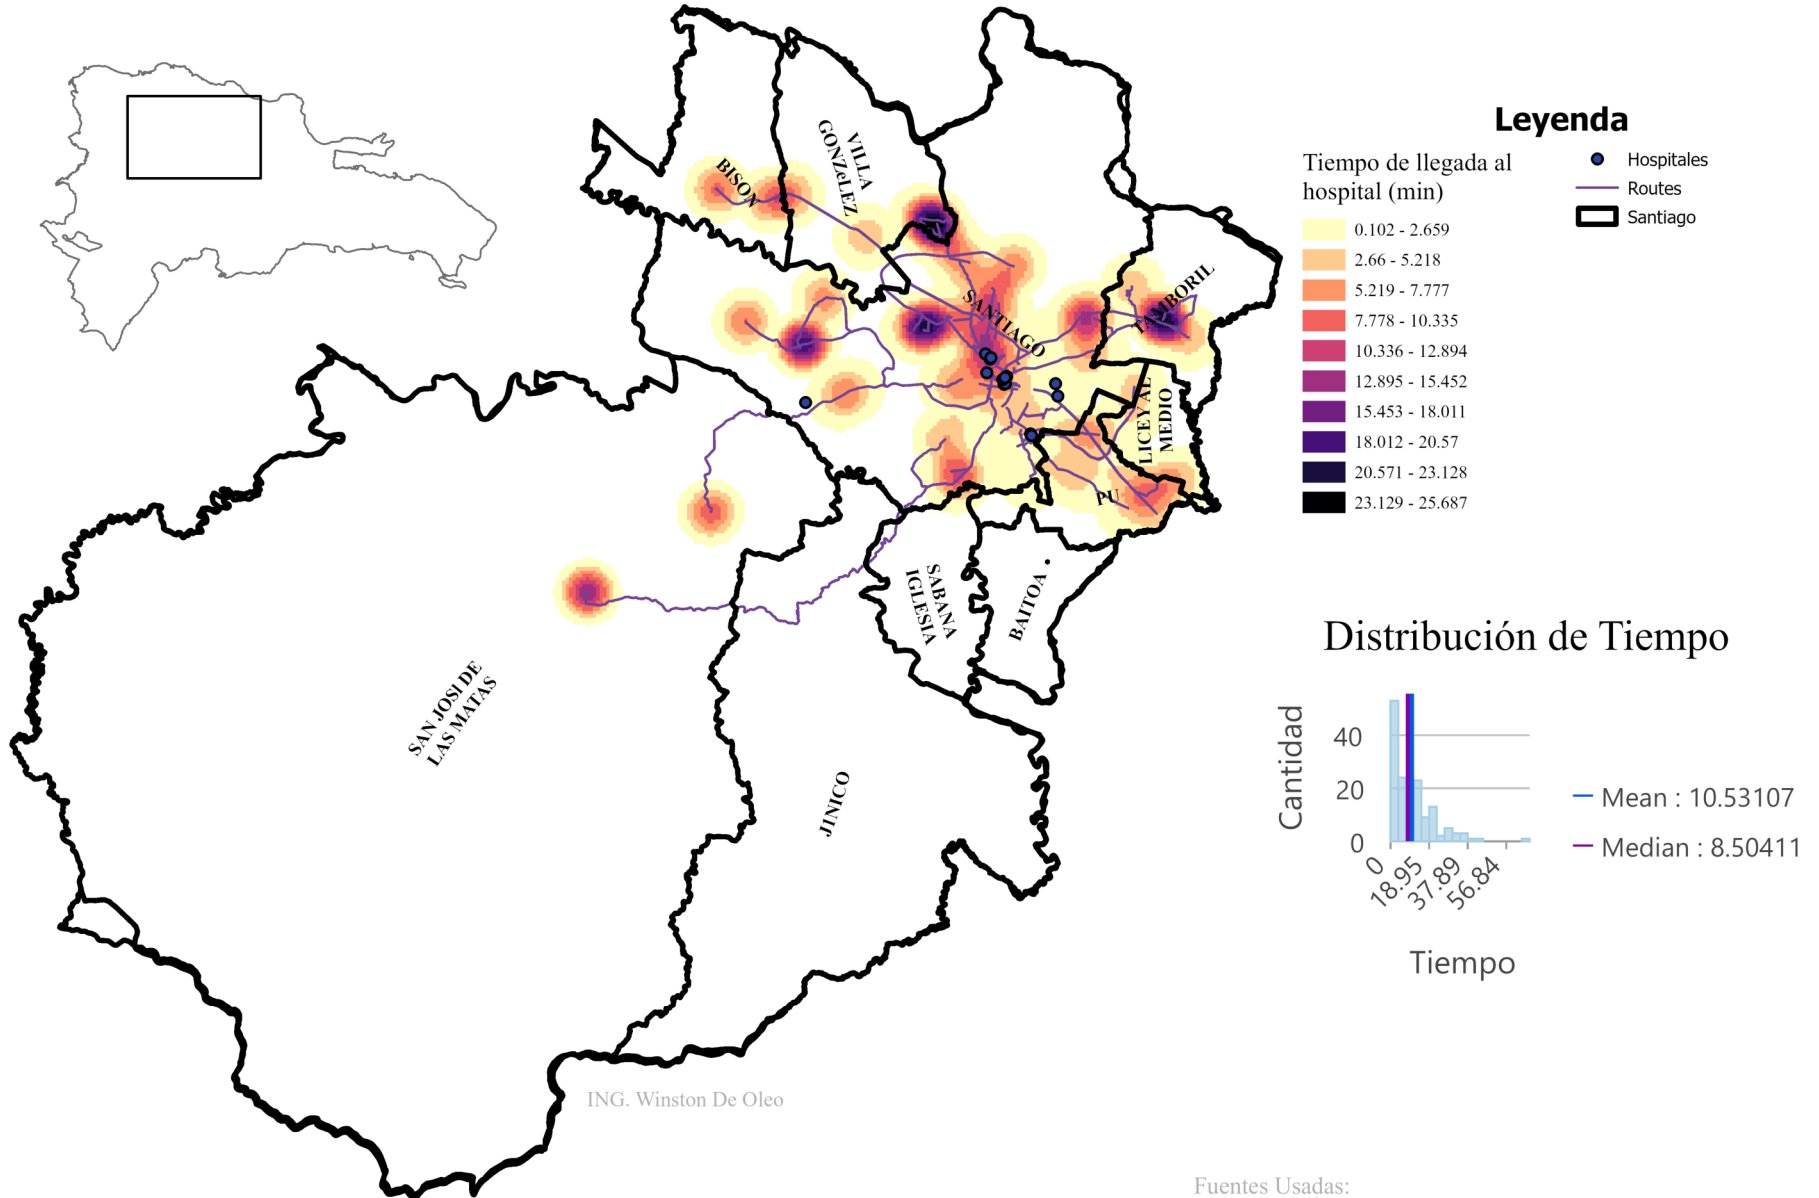 Leyenda
Tiempo de llegada al
hospital (min)
0.102 - 2.659
2.66 - 5.218
5.219 - 7.777
7.778 - 10.335
10.336 - 12.894
12.895 - 15.452
15.453 - 18.011
18.012 - 20.57
20.571 - 23.128
23.129 - 25.687
Hospitales
Routes
Santiago
BISON
VILLA
GONZeLEZ
SANTIAGO
TAMBORIL
LICEY AL
MEDIO
PU
SABANA
IGLESIA
BAITOA
SAN JOSI DE
LAS MATAS
J1NICO
Distribución de Tiempo
Cantidad
40
20
0
0
18.95
37.89
56.84
Tiempo
Mean : 10.53107
Median : 8.50411
ING. Winston De Oleo
Fuentes Usadas: